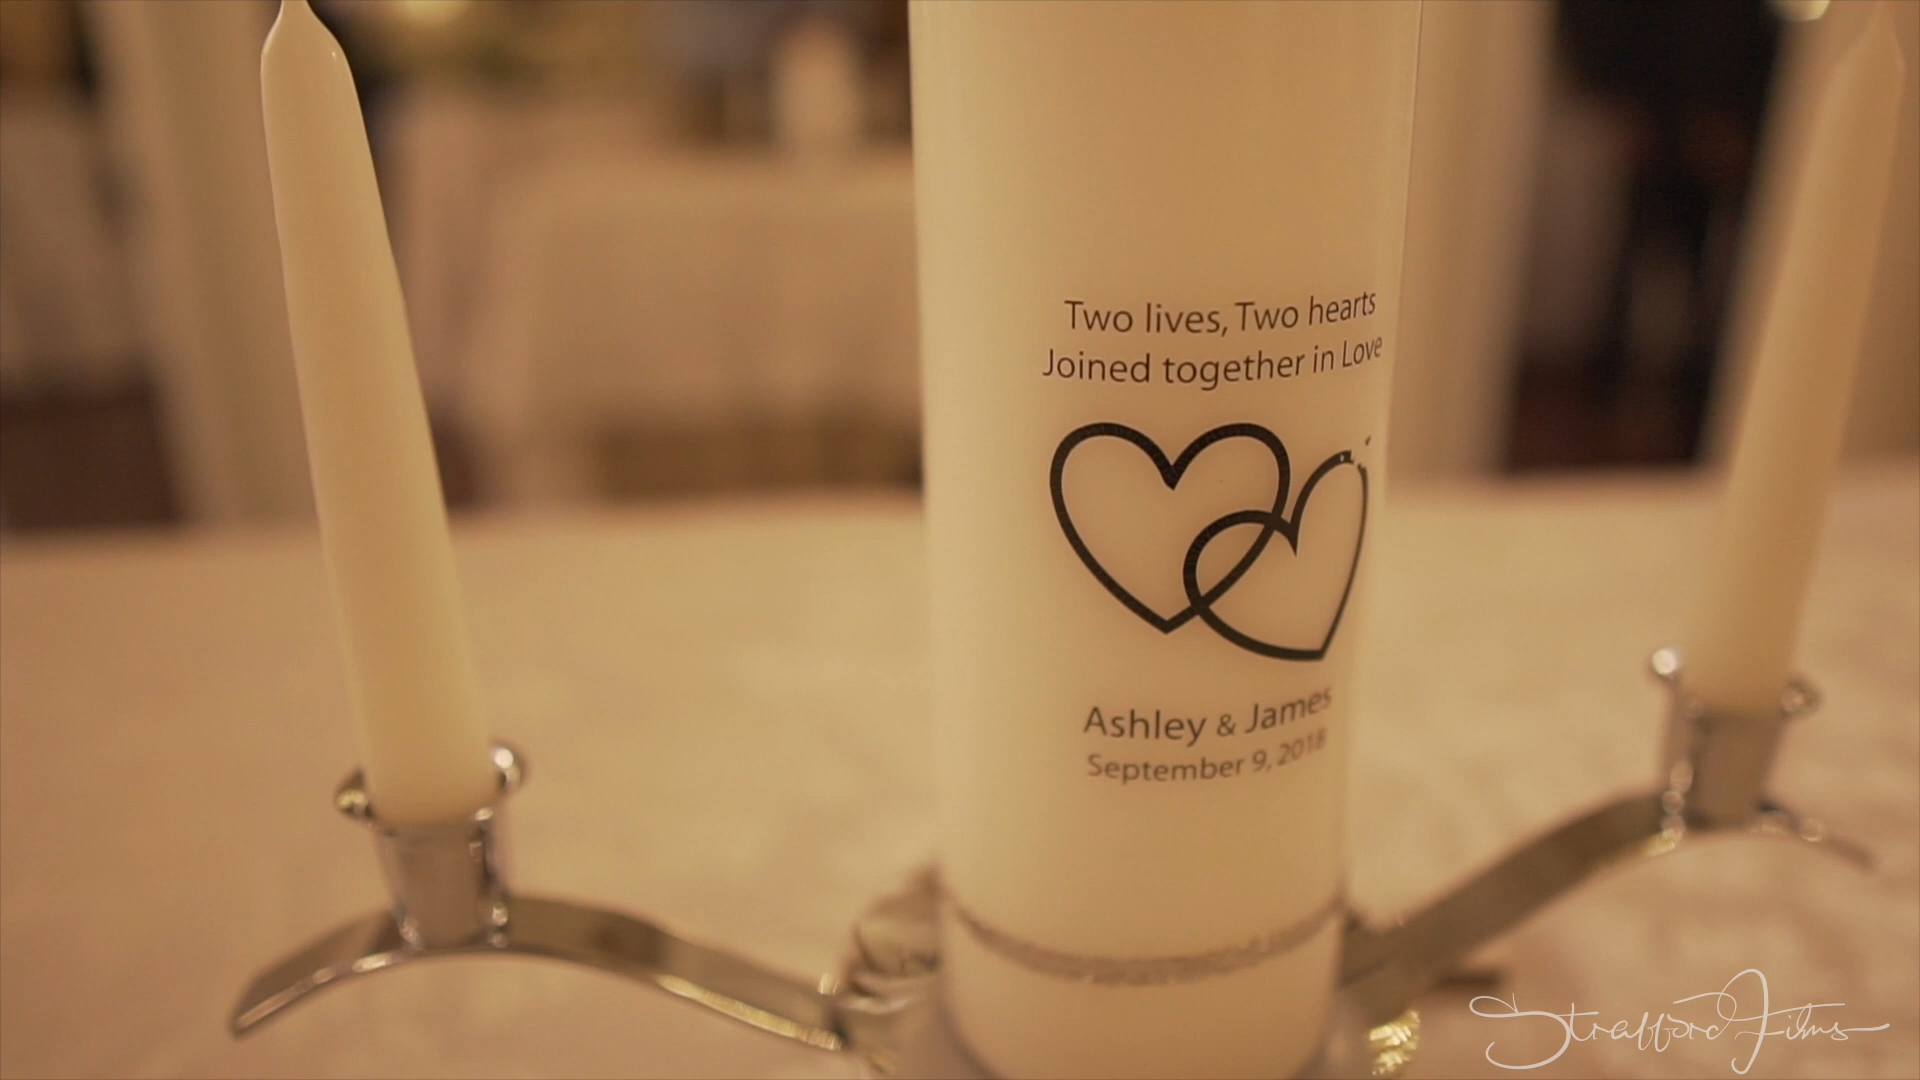 Two lives, Two hearts
Joined together in Love
Ashley & James
September 9, 2018
Strafford Films